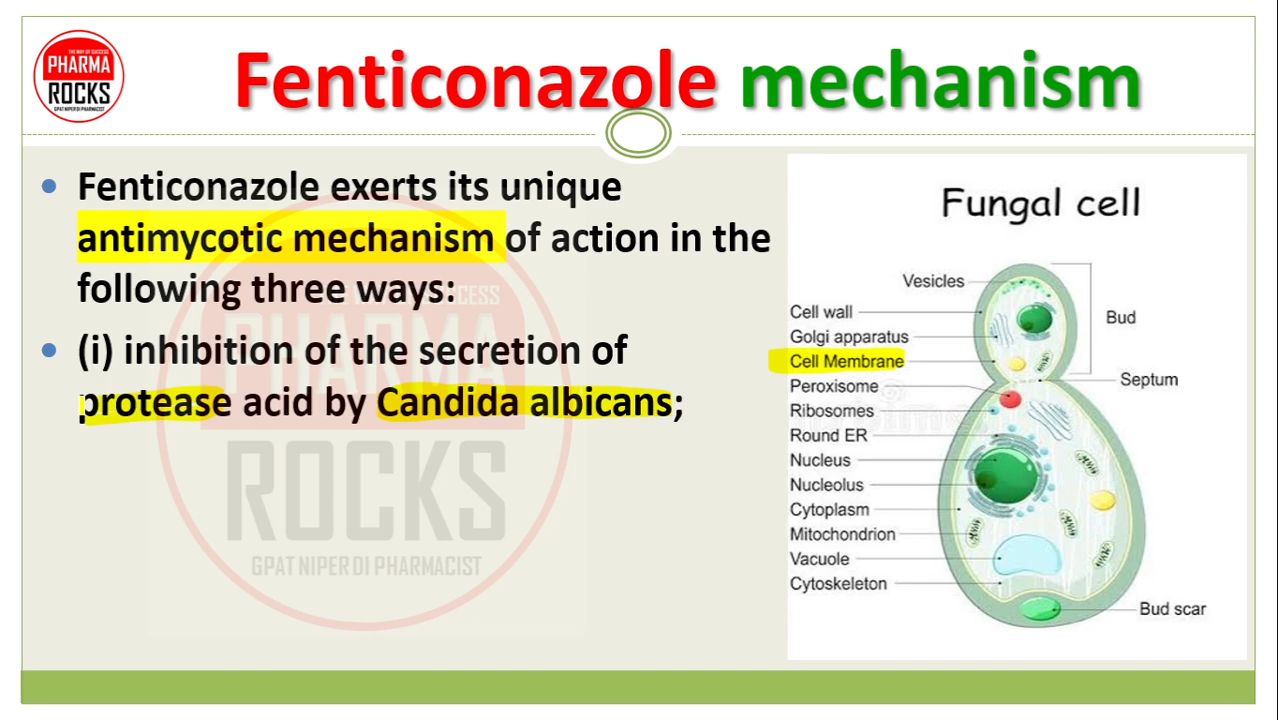 THE WAY OF SUCCESS
PHARMA
ROCKS
GPAT NIPER DI PHARMACIST
Fenticonazole mechanism
• Fenticonazole exerts its unique
antimycotic mechanism of action in the
following three ways:
• (i) inhibition of the secretion of
protease acid by Candida albicans;
PHARMA
ROCKS
GPAT NIPER DI PHARMACIST
Fungal cell
Vesicles
Cell wall
Golgi apparatus
Cell Membrane
Peroxisome
Ribosomes
Round ER
Nucleus
Nucleolus
Cytoplasm
Mitochondrion
Vacuole
Cytoskeleton
Bud
Septum
Bud scar